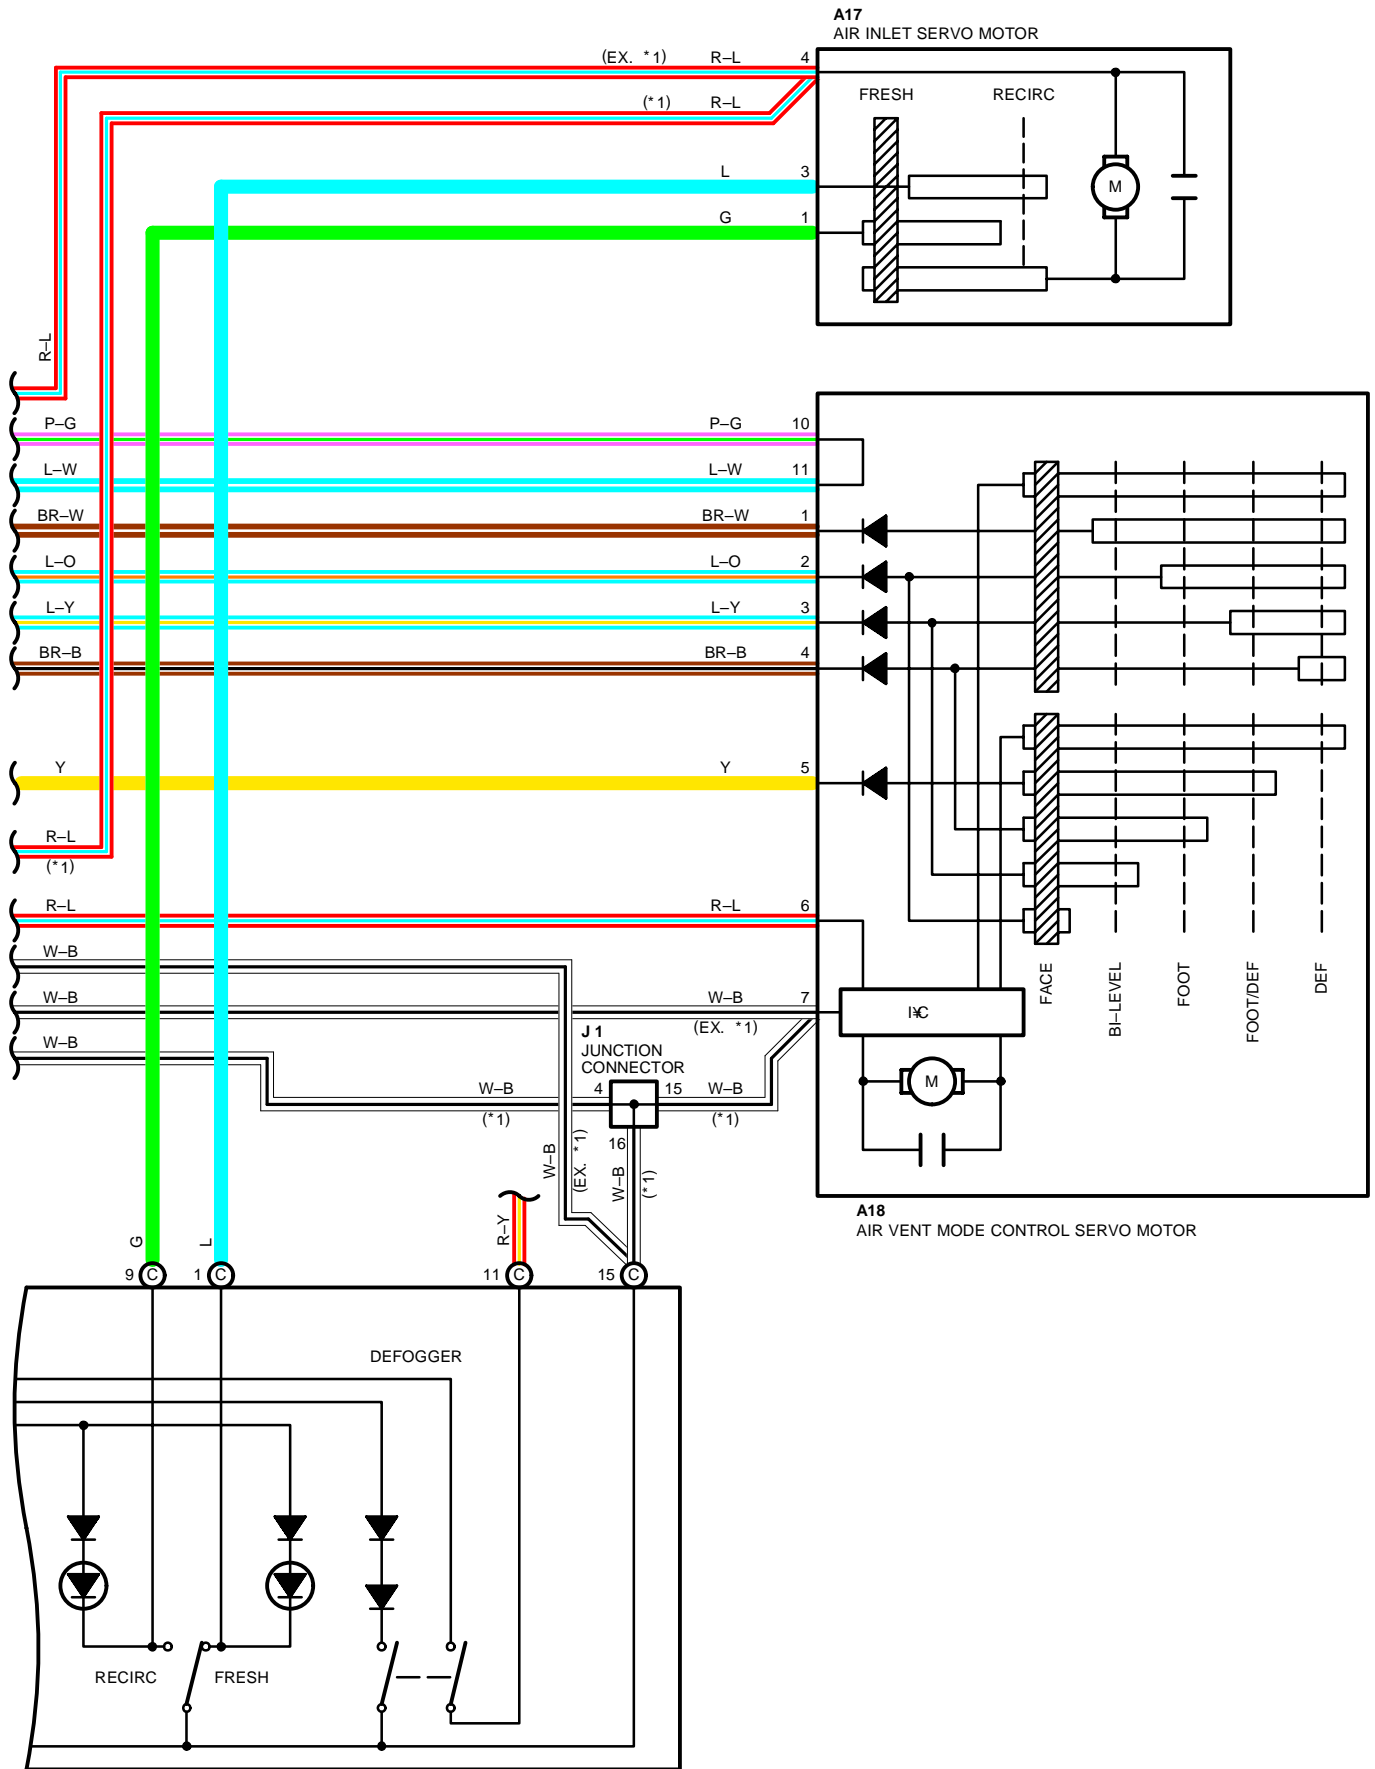 A17
AIR INLET SERVO MOTOR
(EX. *1) R–L 4
FRESH RECIRC
(*1) R–L
L 3
M
G 1
R–L
P–G P–G 10
L–W L–W 11
BR–W BR–W 1
L–O L–O 2
L–Y L–Y 3
BR–B BR–B 4
Y Y 5
R–L
(*1)
R–L R–L 6
W–B
FACE BI–LEVEL FOOT FOOT/DEF DEF
W–B W–B 7
I¥C
(EX. *1)
J 1
W–B
JUNCTION
CONNECTOR
M
W–B 4 15 W–B
(*1) (*1)
16
W–B (EX. *1) W–B (*1)
A18
AIR VENT MODE CONTROL SERVO MOTOR
G L R–Y
9 C 1 C 11 C 15 C
DEFOGGER
RECIRC FRESH